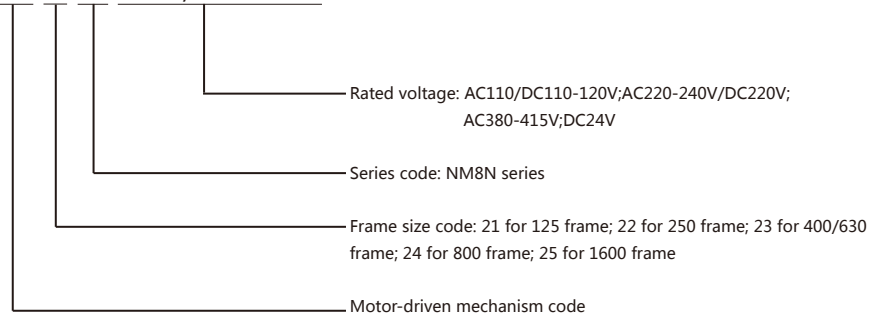 Rated voltage: AC110/DC110-120V;AC220-240V/DC220V;
AC380-415V;DC24V
Series code: NM8N series
Frame size code: 21 for 125 frame; 22 for 250 frame; 23 for 400/630
frame; 24 for 800 frame; 25 for 1600 frame
Motor-driven mechanism code